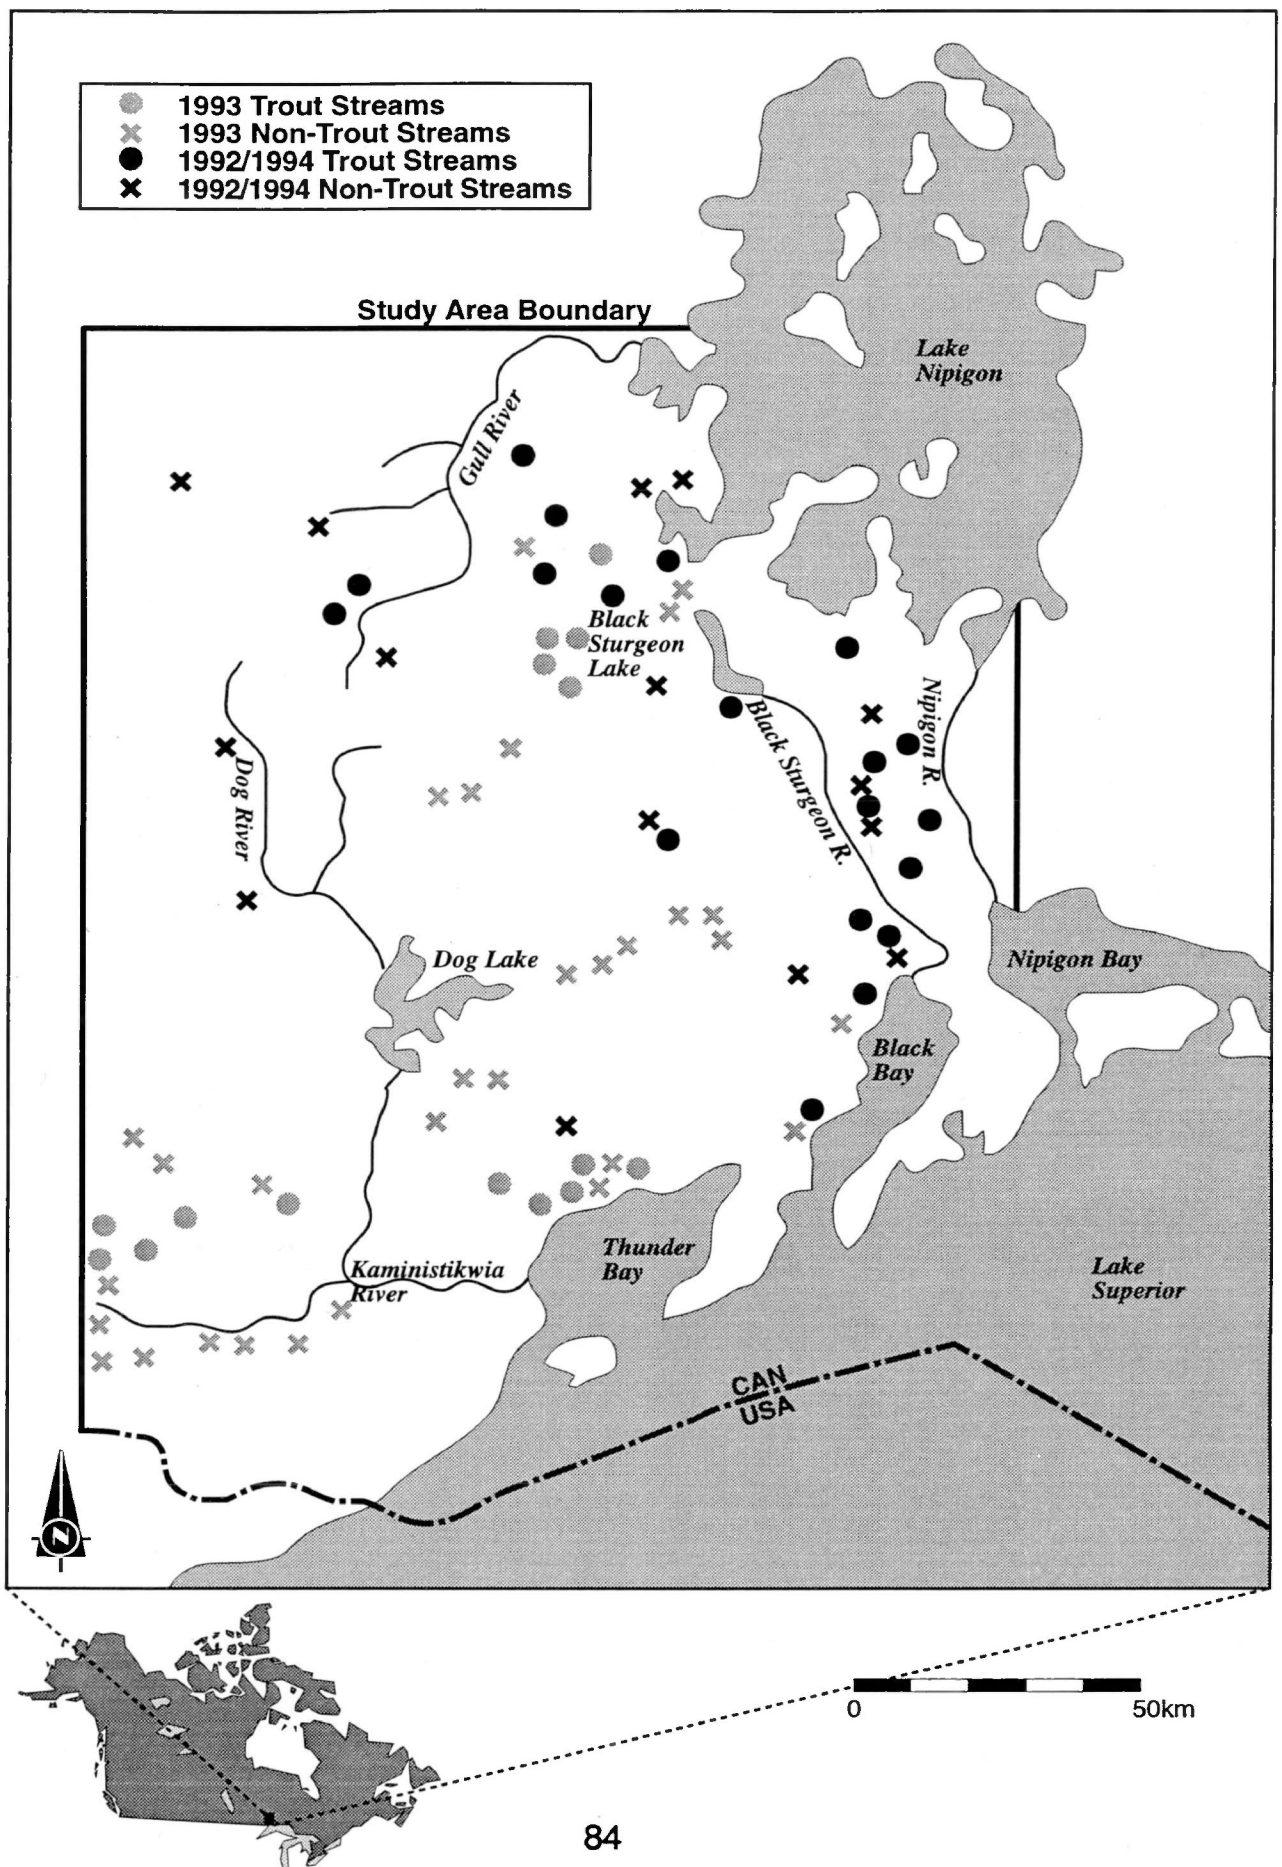 1993 Trout Streams
1993 Non-Trout Streams
1992/1994 Trout Streams
1992/1994 Non-Trout Streams
Study Area Boundary
Lake
Nipigon
Gull River
Black
Sturgeon
Lake
Nipigon R.
Black Sturgeon R.
Dog River
Dog Lake
Nipigon Bay
Black
Bay
Thunder
Bay
Kaministikwia
River
Lake
Superior
CAN
USA
N
0
50km
84